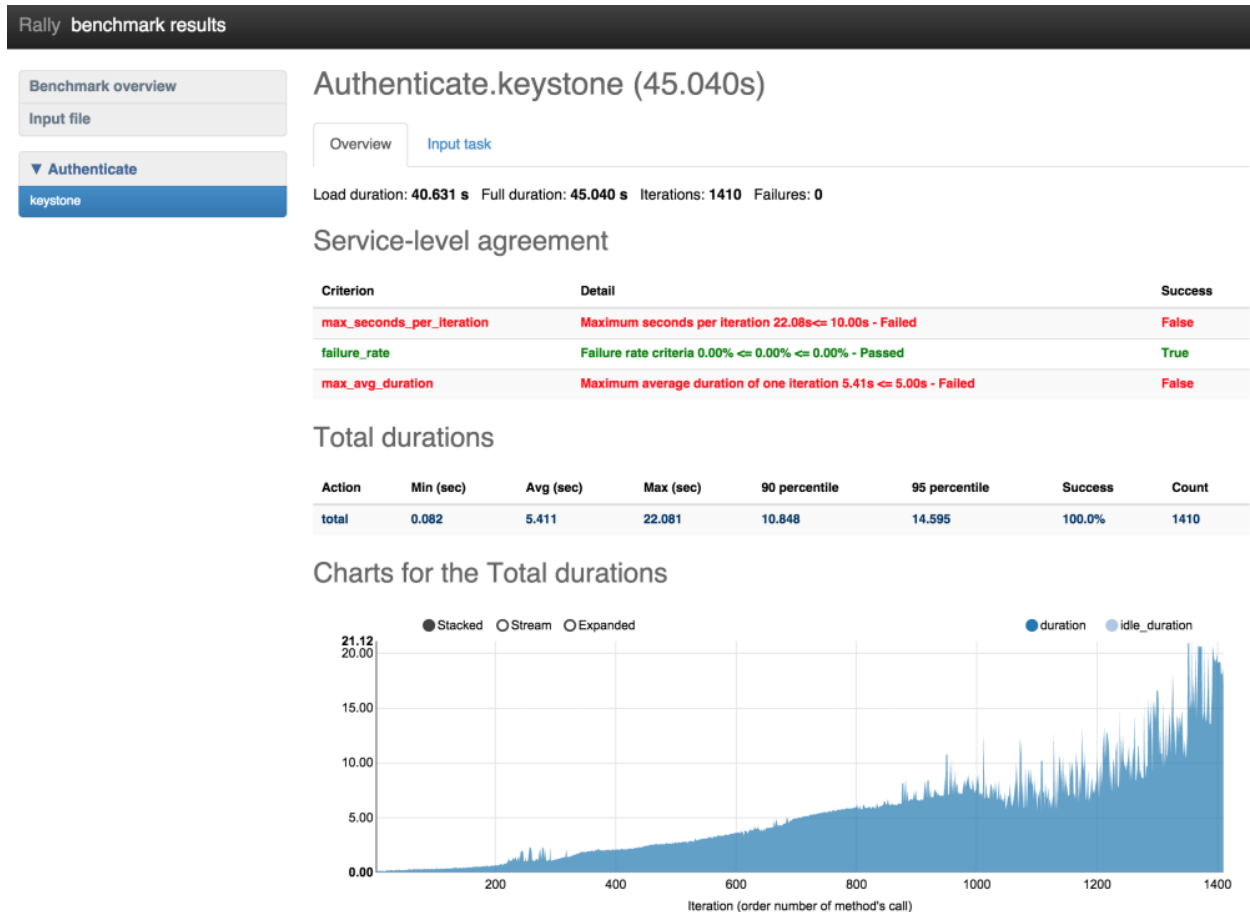 Rally benchmark results
Benchmark overview
Input file
▼ Authenticate
keystone
Authenticate.keystone (45.040s)
Overview Input task
Load duration: 40.631 s Full duration: 45.040 s Iterations: 1410 Failures: 0
Service-level agreement
Criterion Detail Success
max_seconds_per_iteration Maximum seconds per iteration 22.08s<= 10.00s - Failed False
failure_rate Failure rate criteria 0.00% <= 0.00% <= 0.00% - Passed True
max_avg_duration Maximum average duration of one iteration 5.41s <= 5.00s - Failed False
Total durations
Action Min (sec) Avg (sec) Max (sec) 90 percentile 95 percentile Success Count
total 0.082 5.411 22.081 10.848 14.595 100.0% 1410
Charts for the Total durations
Stacked Stream Expanded duration idle_duration
21.12
20.00
15.00
10.00
5.00
0.00
200 400 600 800 1000 1200 1400
Iteration (order number of method's call)